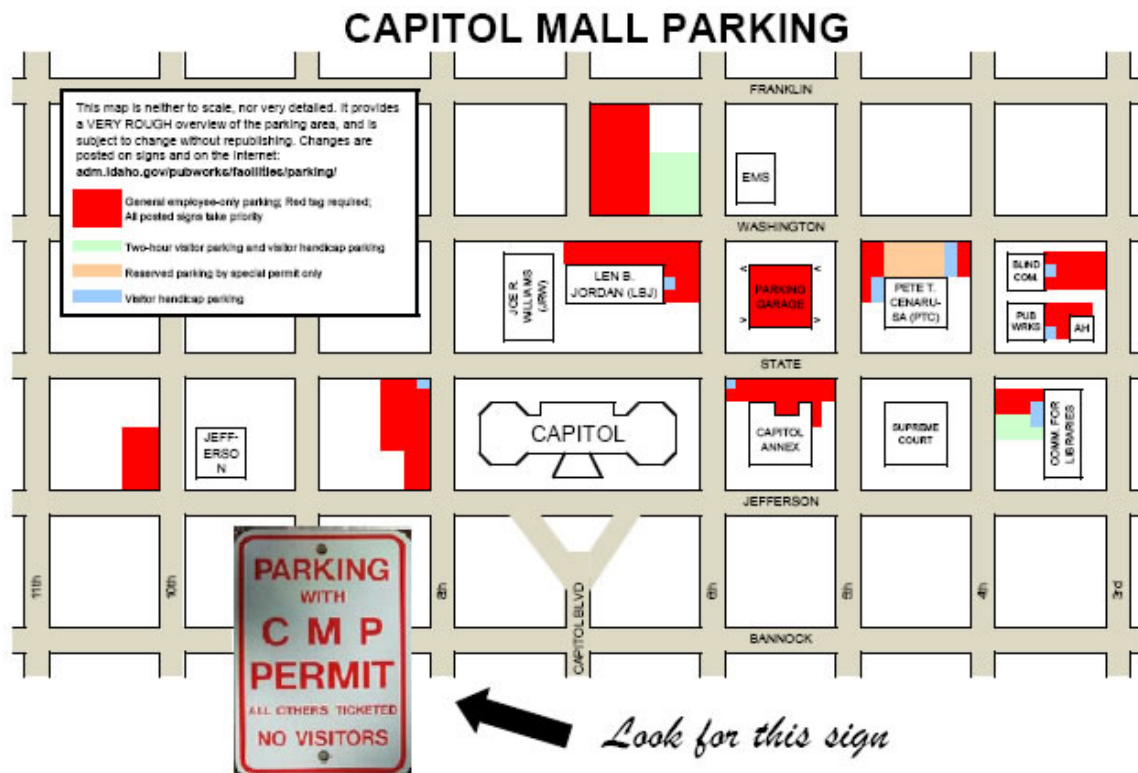 CAPITOL MALL PARKING
FRANKLIN
This map is neither to scale, nor very detailed. It provides
a VERY ROUGH overview of the parking area, and is
subject to change without republishing. Changes are
posted on signs and on the internet:
adm.idaho.gov/pubworks/facilities/parking/
General employee-only parking; Red tag required;
All posted signs take priority
Two-hour visitor parking and visitor handicap parking
Reserved parking by special permit only
Visitor handicap parking
EMS
WASHINGTON
JOE R.
WILLIAMS
(JRW)
LEN B.
JORDAN (LBJ)
PARKING
GARAGE
PETE T.
CENARU-
SA (PTC)
BLIND
COM.
PUB
WRKS
AH
STATE
JEFF-
ERSO
N
CAPITOL
CAPITOL
ANNEX
SUPREME
COURT
COMM. FOR
LIBRARIES
JEFFERSON
11th
10th
8th
CAPITOL BLVD
6th
5th
4th
3rd
BANNOCK
PARKING
WITH
C M P
PERMIT
ALL OTHERS TICKETED
NO VISITORS
Look for this sign